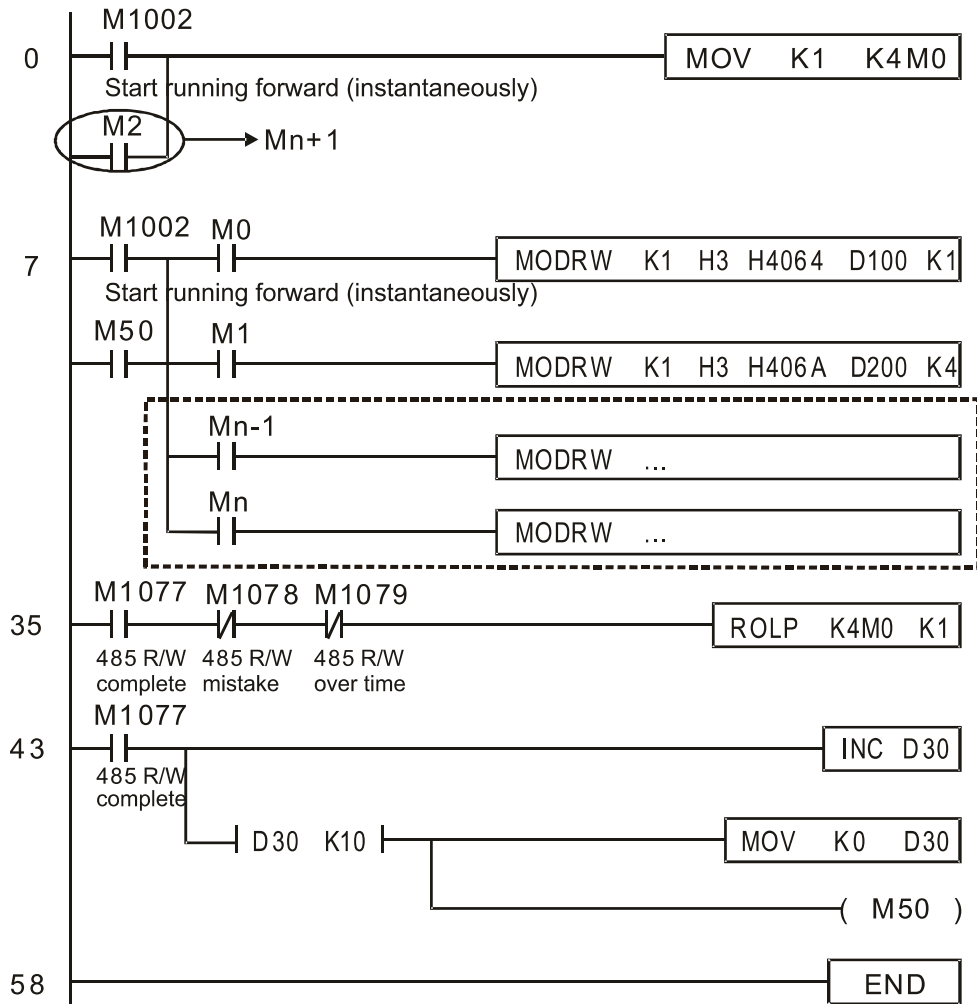 M1002
0 MOV K1 K4M0
Start running forward (instantaneously)
M2
Mn+1
M1002 M0
7 MODRW K1 H3 H4064 D100 K1
Start running forward (instantaneously)
M50 M1
MODRW K1 H3 H406A D200 K4
Mn-1
MODRW ...
Mn
MODRW ...
M1077 M1078 M1079
35 ROLP K4M0 K1
485 R/W 485 R/W 485 R/W
complete mistake over time
M1077
43 INC D30
485 R/W
complete
D30 K10 MOV K0 D30
( M50 )
58 END